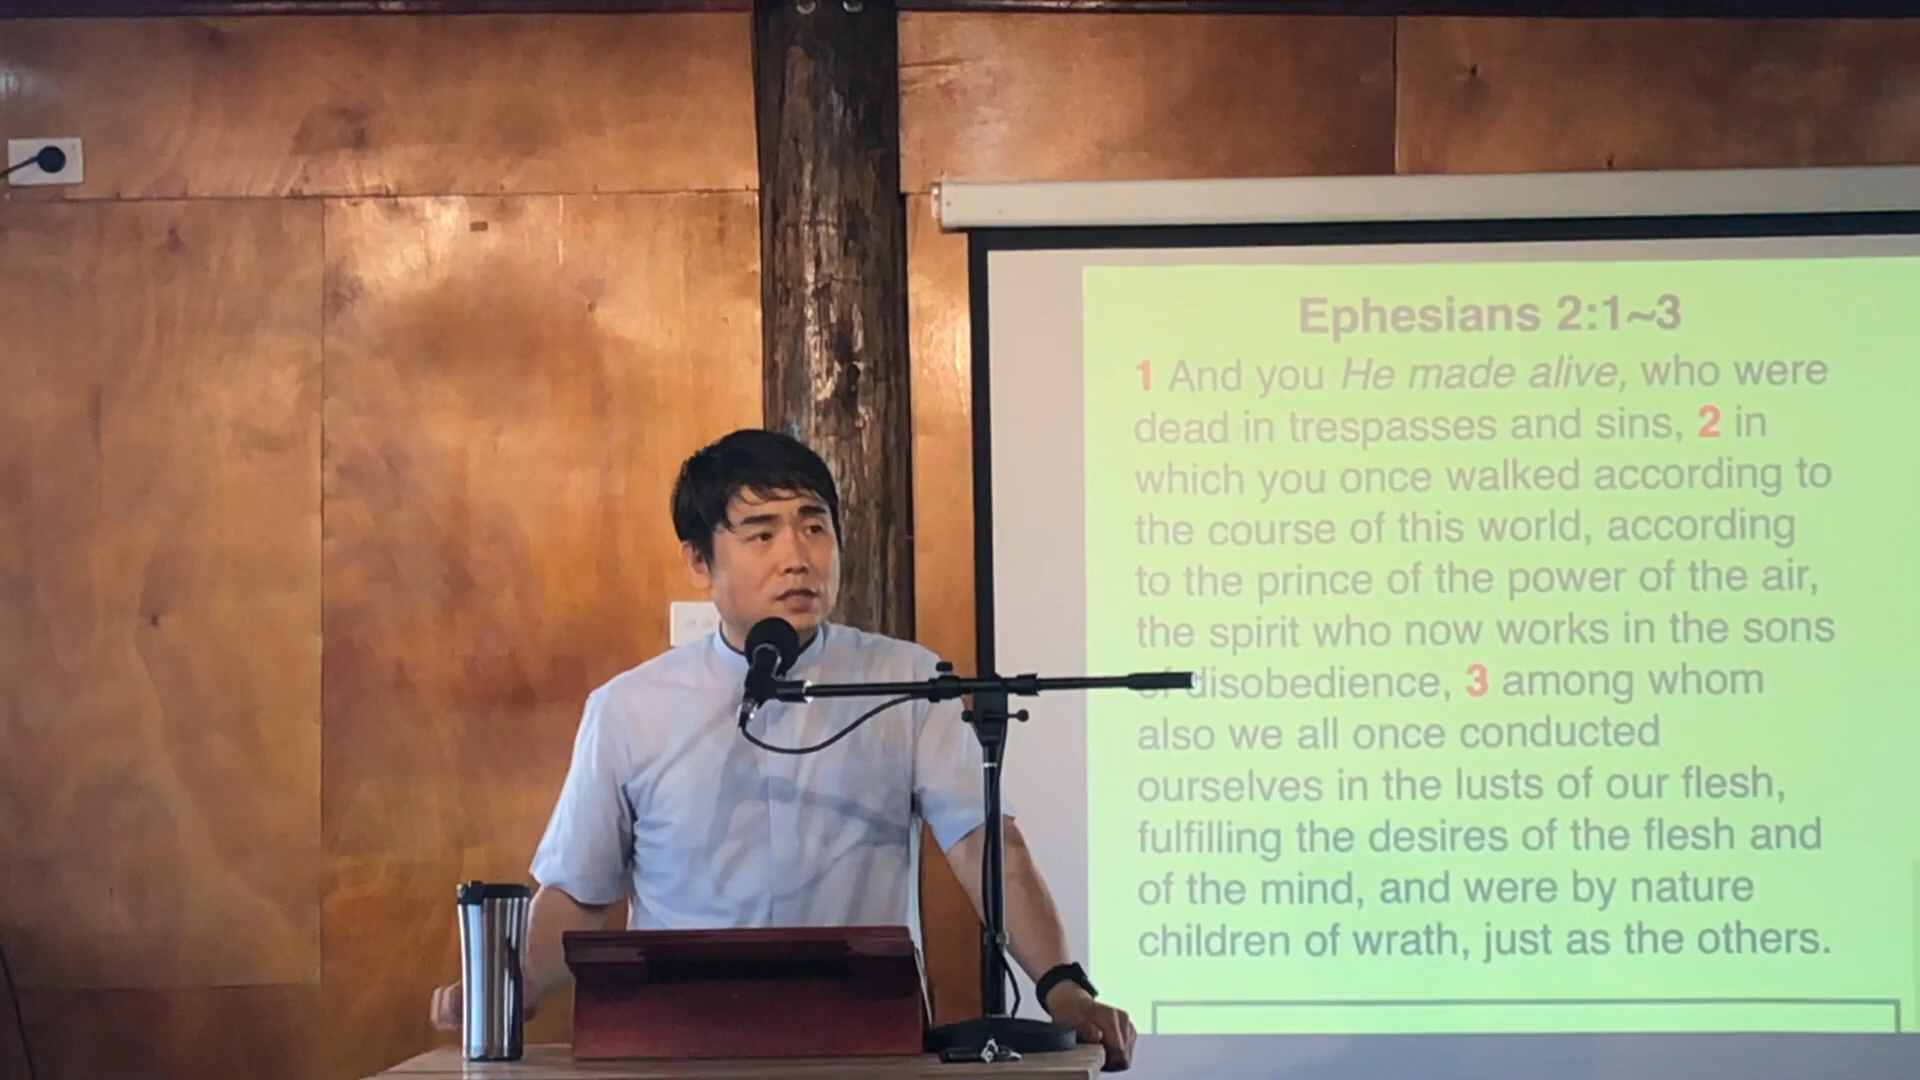 Ephesians 2:1~3
1 And you He made alive, who were
dead in trespasses and sins, 2 in
which you once walked according to
the course of this world, according
to the prince of the power of the air,
the spirit who now works in the sons
of disobedience, 3 among whom
also we all once conducted
ourselves in the lusts of our flesh,
fulfilling the desires of the flesh and
of the mind, and were by nature
children of wrath, just as the others.